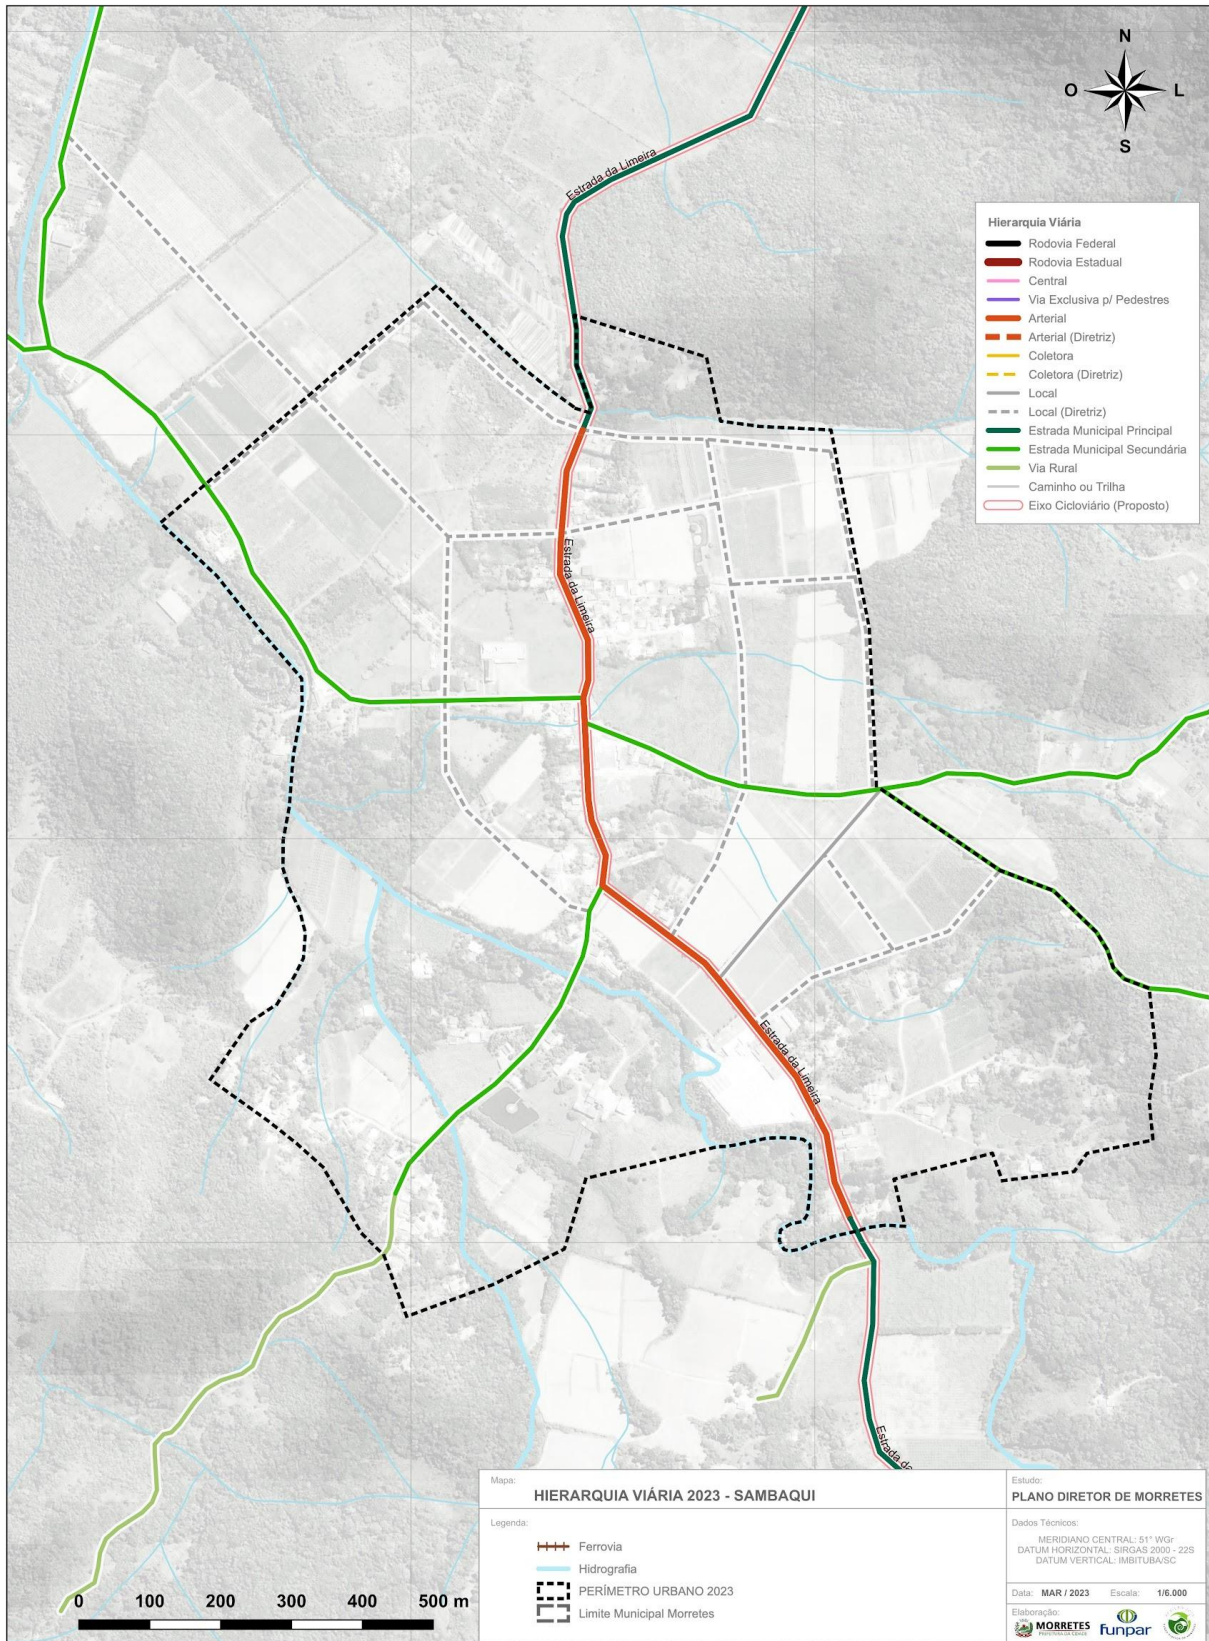 N
O
L
S
Estrada da Limeira
Hierarquia Viária
Rodovia Federal
Rodovia Estadual
Central
Via Exclusiva p/ Pedestres
Arterial
Arterial (Diretriz)
Coletora
Coletora (Diretriz)
Local
Local (Diretriz)
Estrada Municipal Principal
Estrada Municipal Secundária
Via Rural
Caminho ou Trilha
Eixo Cicloviário (Proposto)
Estrada da Limeira
Estrada da Limeira
Estrada da
Mapa:
HIERARQUIA VIÁRIA 2023 - SAMBAQUI
Legenda:
Ferrovia
Hidrografia
PERÍMETRO URBANO 2023
Limite Municipal Morretes
Estudo:
PLANO DIRETOR DE MORRETES
Dados Técnicos:
MERIDIANO CENTRAL: 51° WGr
DATUM HORIZONTAL: SIRGAS 2000 - 22S
DATUM VERTICAL: IMBITUBA/SC
Data: MAR / 2023 Escala: 1/6.000
Elaboração:
MORRETES
funpar
0 100 200 300 400 500 m